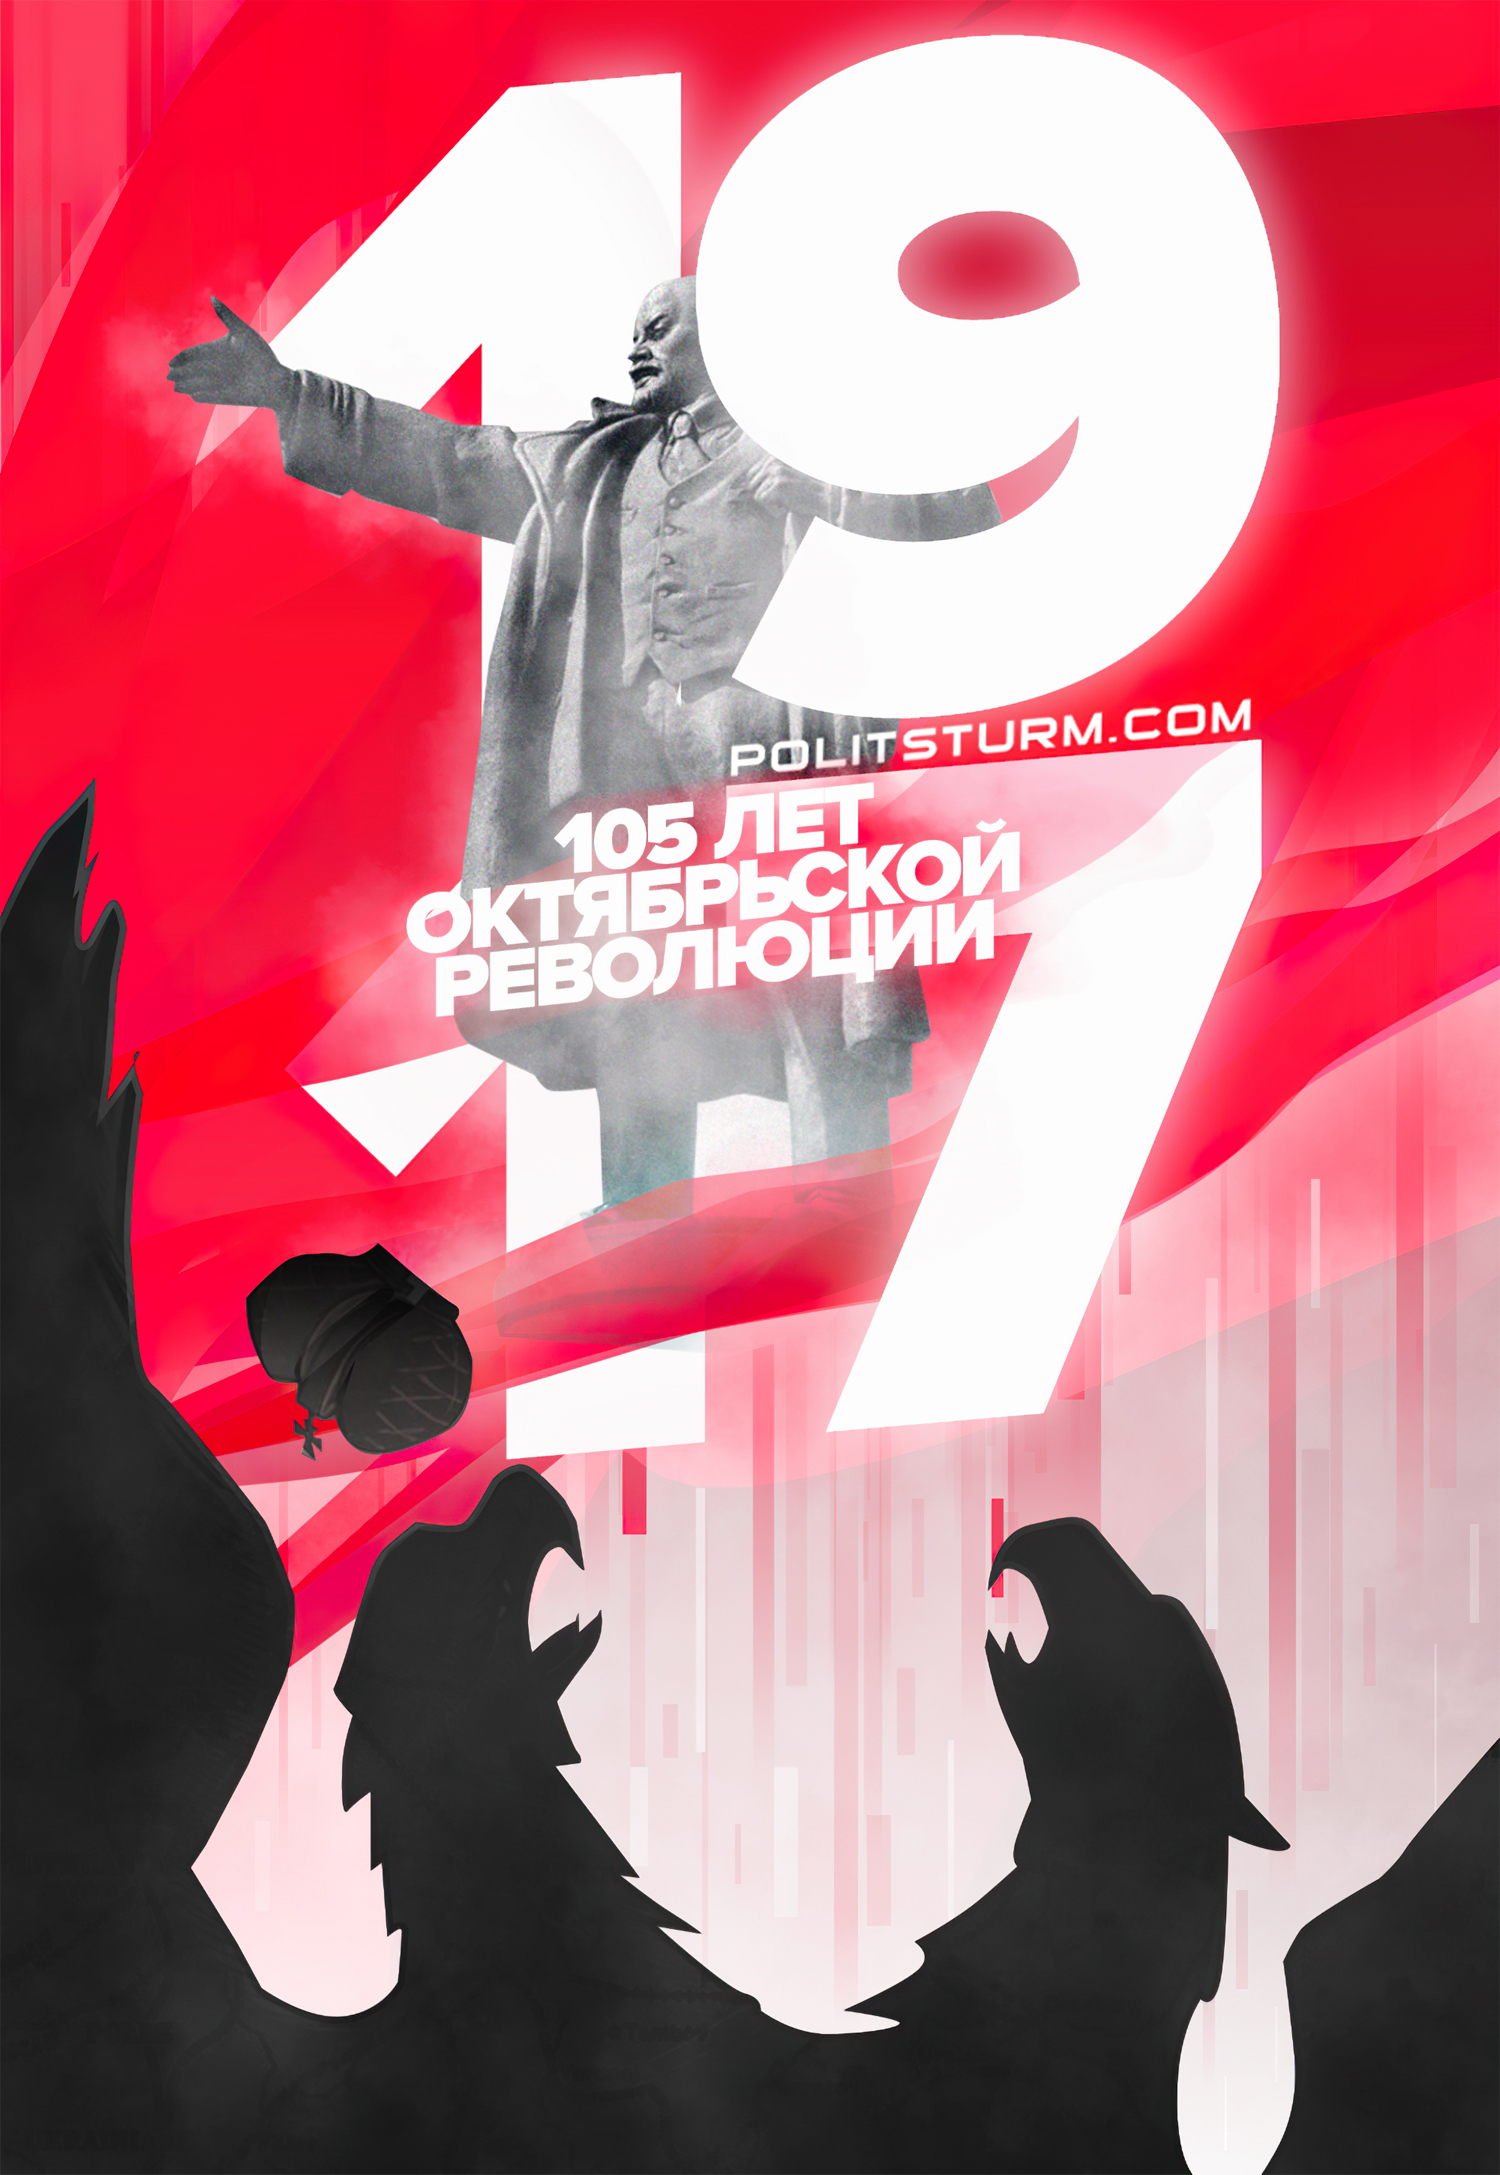 19
POLITSTURM.COM
17
105 ЛЕТ
ОКТЯБРЬСКОЙ
РЕВОЛЮЦИИ